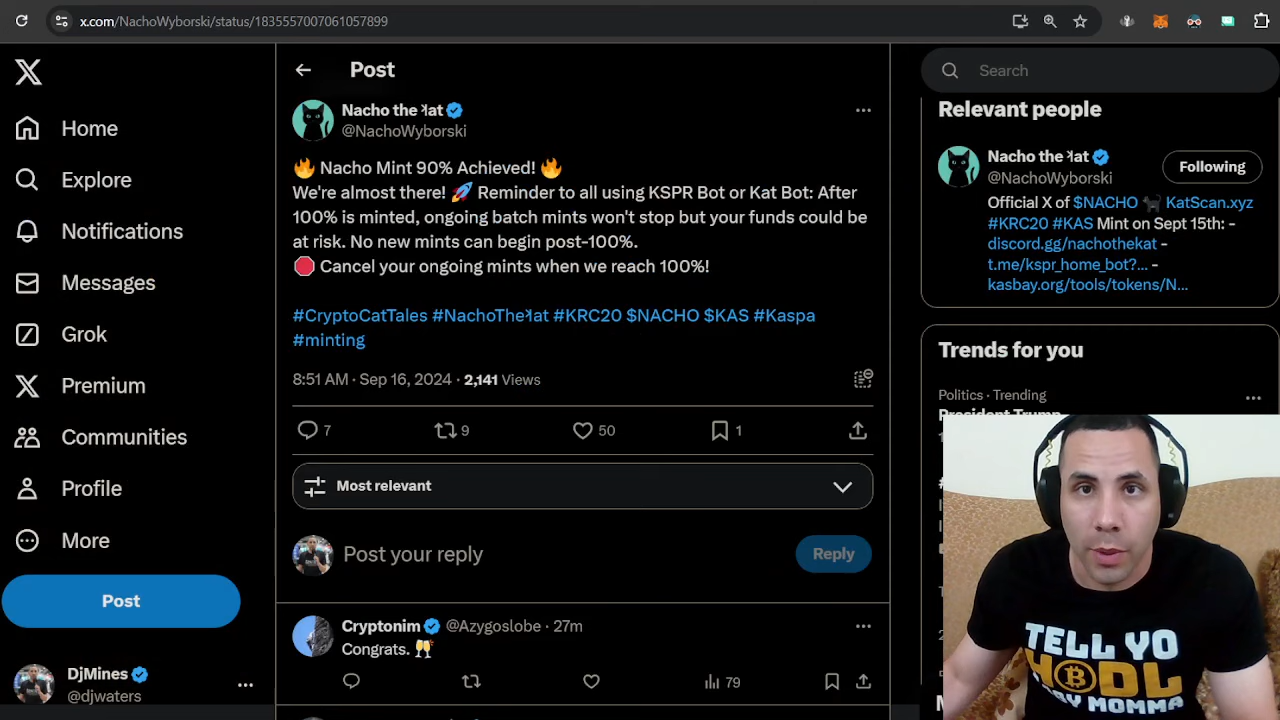 x.com/NachoWyborski/status/1835557007061057899
Home
Explore
Notifications
Messages
Grok
Premium
Communities
Profile
More
Post
DjMines
@djwaters
Post
Nacho the 𐤊at
@NachoWyborski
🔥 Nacho Mint 90% Achieved! 🔥
We're almost there! 🚀 Reminder to all using KSPR Bot or Kat Bot: After
100% is minted, ongoing batch mints won't stop but your funds could be
at risk. No new mints can begin post-100%.
🛑 Cancel your ongoing mints when we reach 100%!
#CryptoCatTales #NachoThe𐤊at #KRC20 $NACHO $KAS #Kaspa
#minting
8:51 AM · Sep 16, 2024 · 2,141 Views
7 9 50 1
Most relevant
Post your reply
Reply
Cryptonim @Azygoslobe · 27m
Congrats. 🥂
79
Search
Relevant people
Nacho the 𐤊at
@NachoWyborski
Following
Official X of $NACHO 🐈‍⬛ KatScan.xyz
#KRC20 #KAS Mint on Sept 15th: -
discord.gg/nachothekat -
t.me/kspr_home_bot?... -
kasbay.org/tools/tokens/N...
Trends for you
Politics · Trending
President Trump
TELL YO
HODL
MOMMA